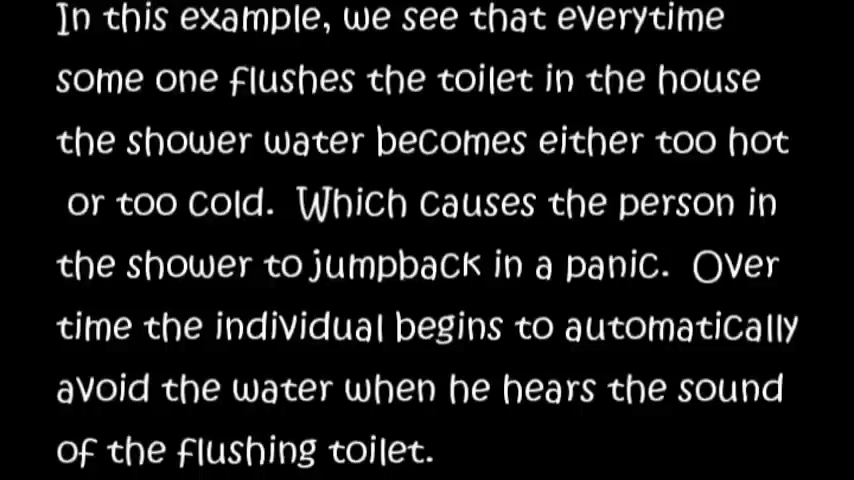 In this example, we see that everytime
some one flushes the toilet in the house
the shower water becomes either too hot
or too cold. Which causes the person in
the shower to jumpback in a panic. Over
time the individual begins to automatically
avoid the water when he hears the sound
of the flushing toilet.